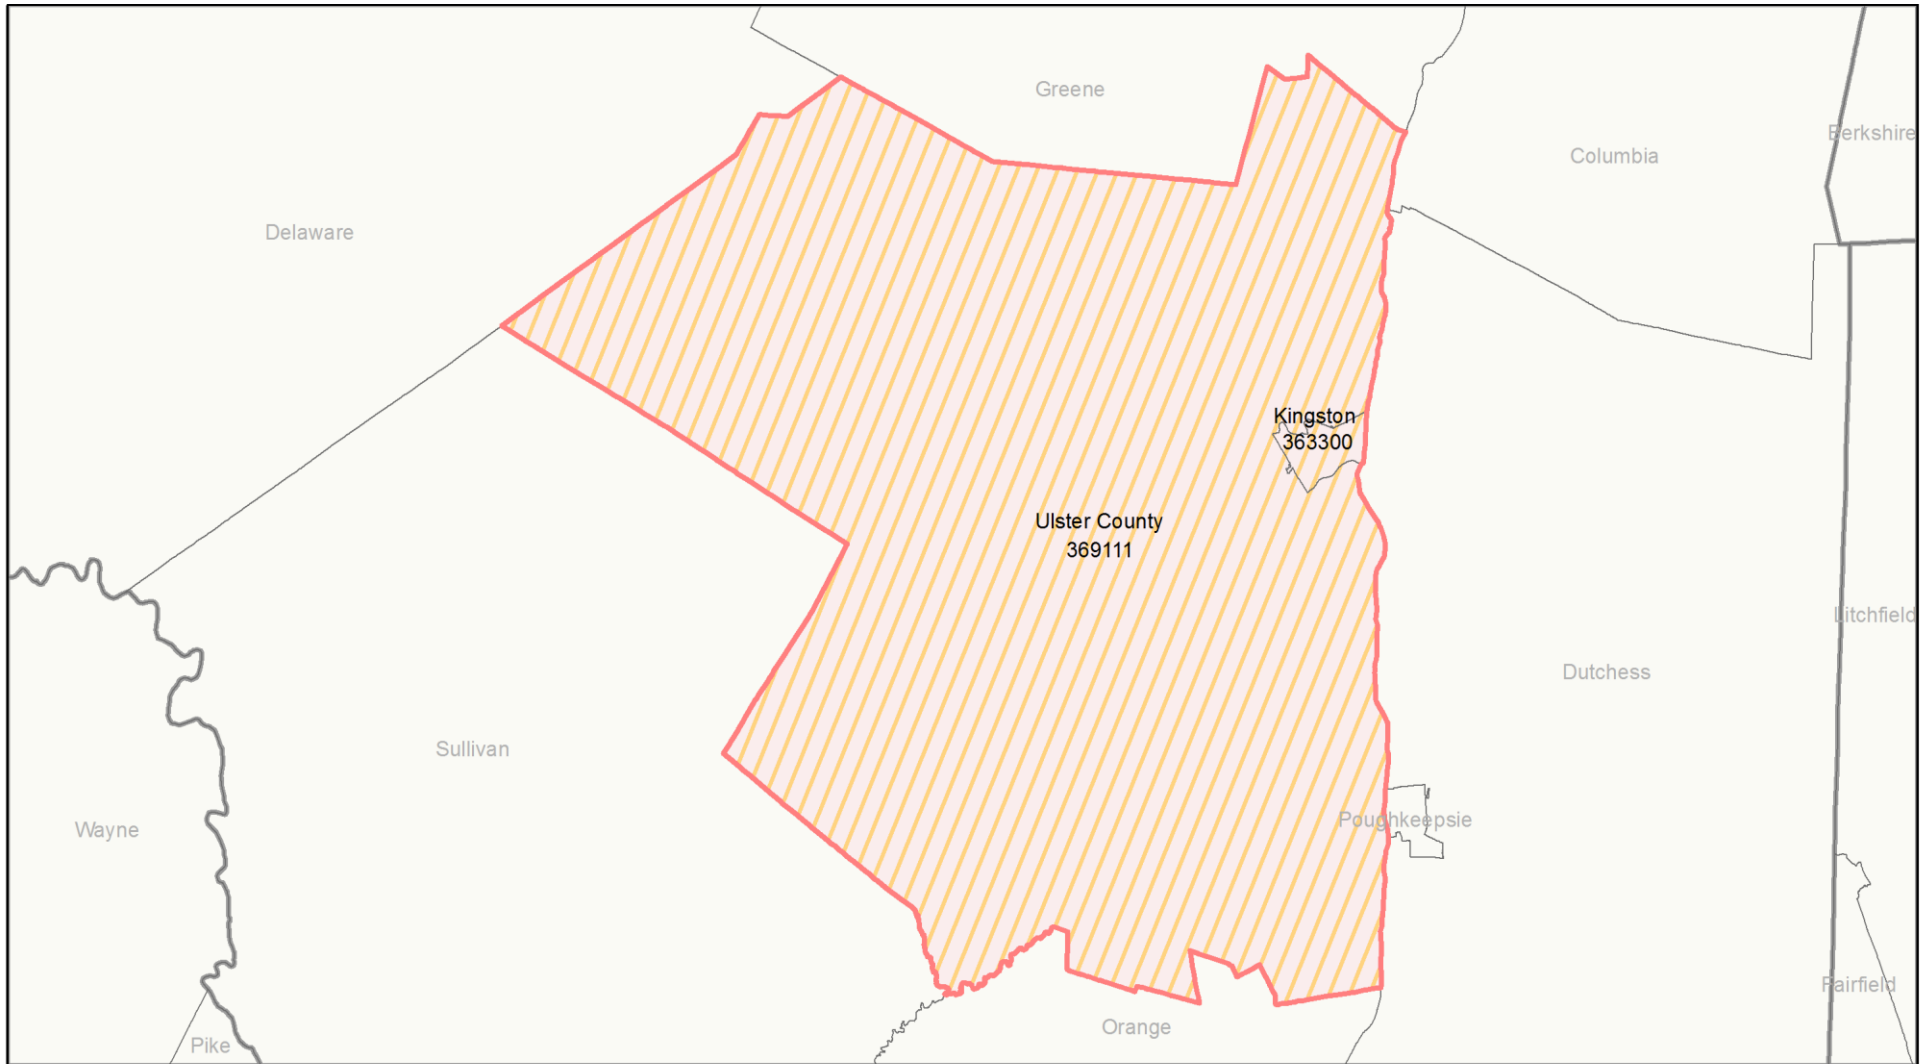 Greene
Berkshire
Columbia
Delaware
Kingston
363300
Ulster County
369111
Litchfield
Dutchess
Sullivan
Poughkeepsie
Wayne
Fairfield
Orange
Pike